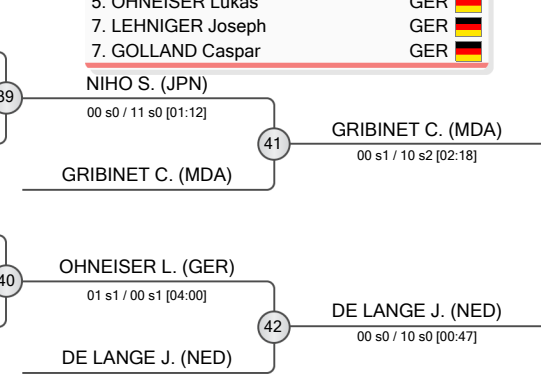 5. OHNEISER Lukas GER
7. LEHNIGER Joseph GER
7. GOLLAND Caspar GER
NIHO S. (JPN)
39
00 s0 / 11 s0 [01:12]
GRIBINET C. (MDA)
41
00 s1 / 10 s2 [02:18]
GRIBINET C. (MDA)
OHNEISER L. (GER)
40
01 s1 / 00 s1 [04:00]
DE LANGE J. (NED)
42
00 s0 / 10 s0 [00:47]
DE LANGE J. (NED)